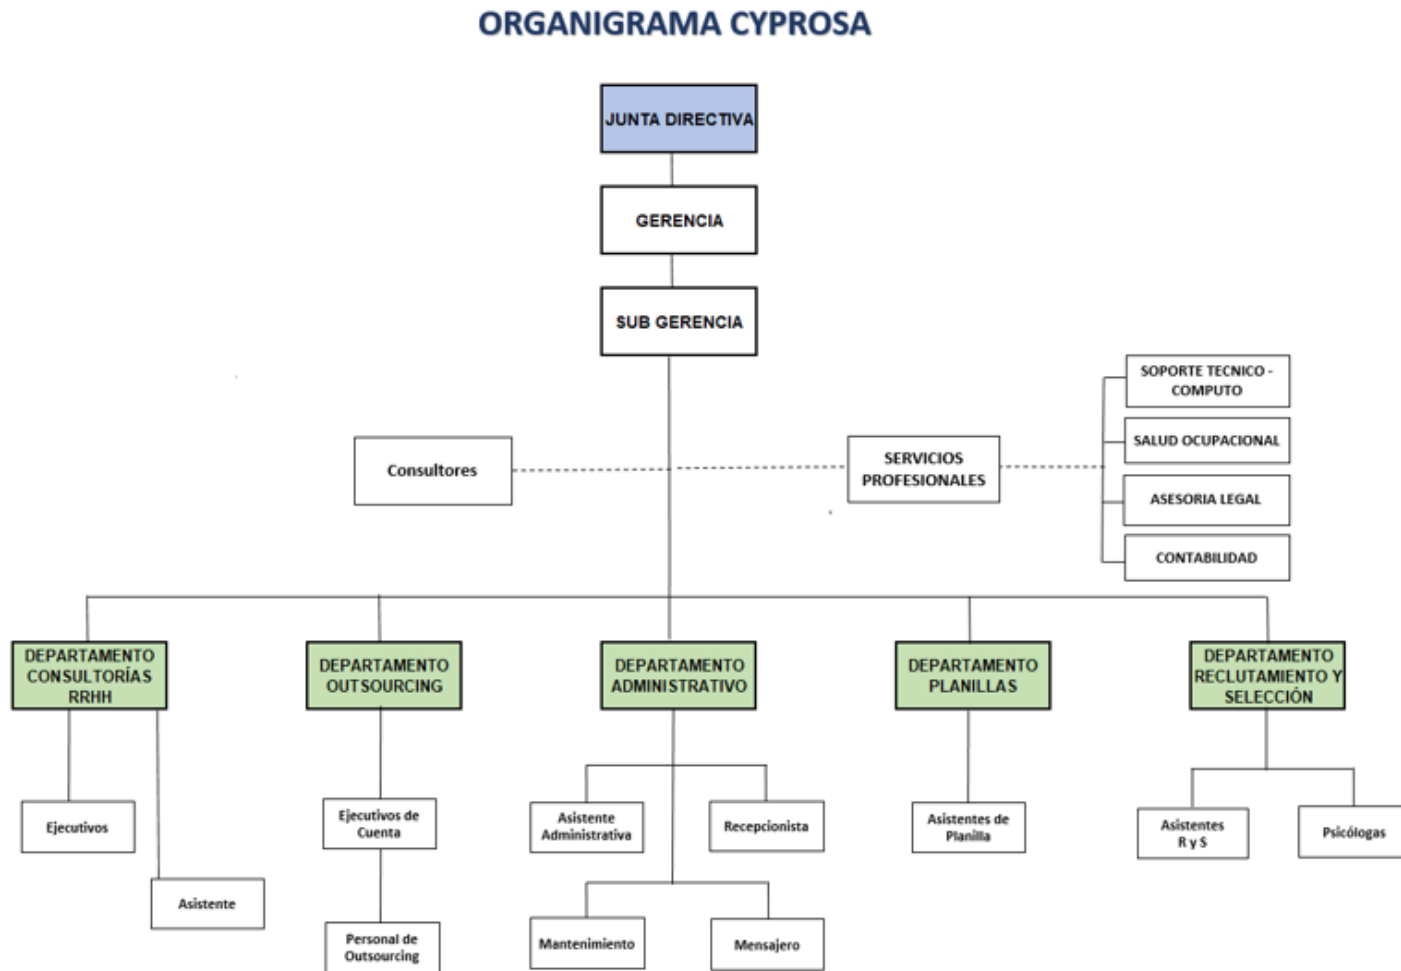 ORGANIGRAMA CYPROSA
JUNTA DIRECTIVA
GERENCIA
SUB GERENCIA
Consultores
SERVICIOS
PROFESIONALES
SOPORTE TECNICO -
COMPUTO
SALUD OCUPACIONAL
ASESORIA LEGAL
CONTABILIDAD
DEPARTAMENTO
CONSULTORÍAS
RRHH
DEPARTAMENTO
OUTSOURCING
DEPARTAMENTO
ADMINISTRATIVO
DEPARTAMENTO
PLANILLAS
DEPARTAMENTO
RECLUTAMIENTO Y
SELECCIÓN
Ejecutivos
Asistente
Ejecutivos de
Cuenta
Personal de
Outsourcing
Asistente
Administrativa
Recepcionista
Mantenimiento
Mensajero
Asistentes de
Planilla
Asistentes
R y S
Psicólogas